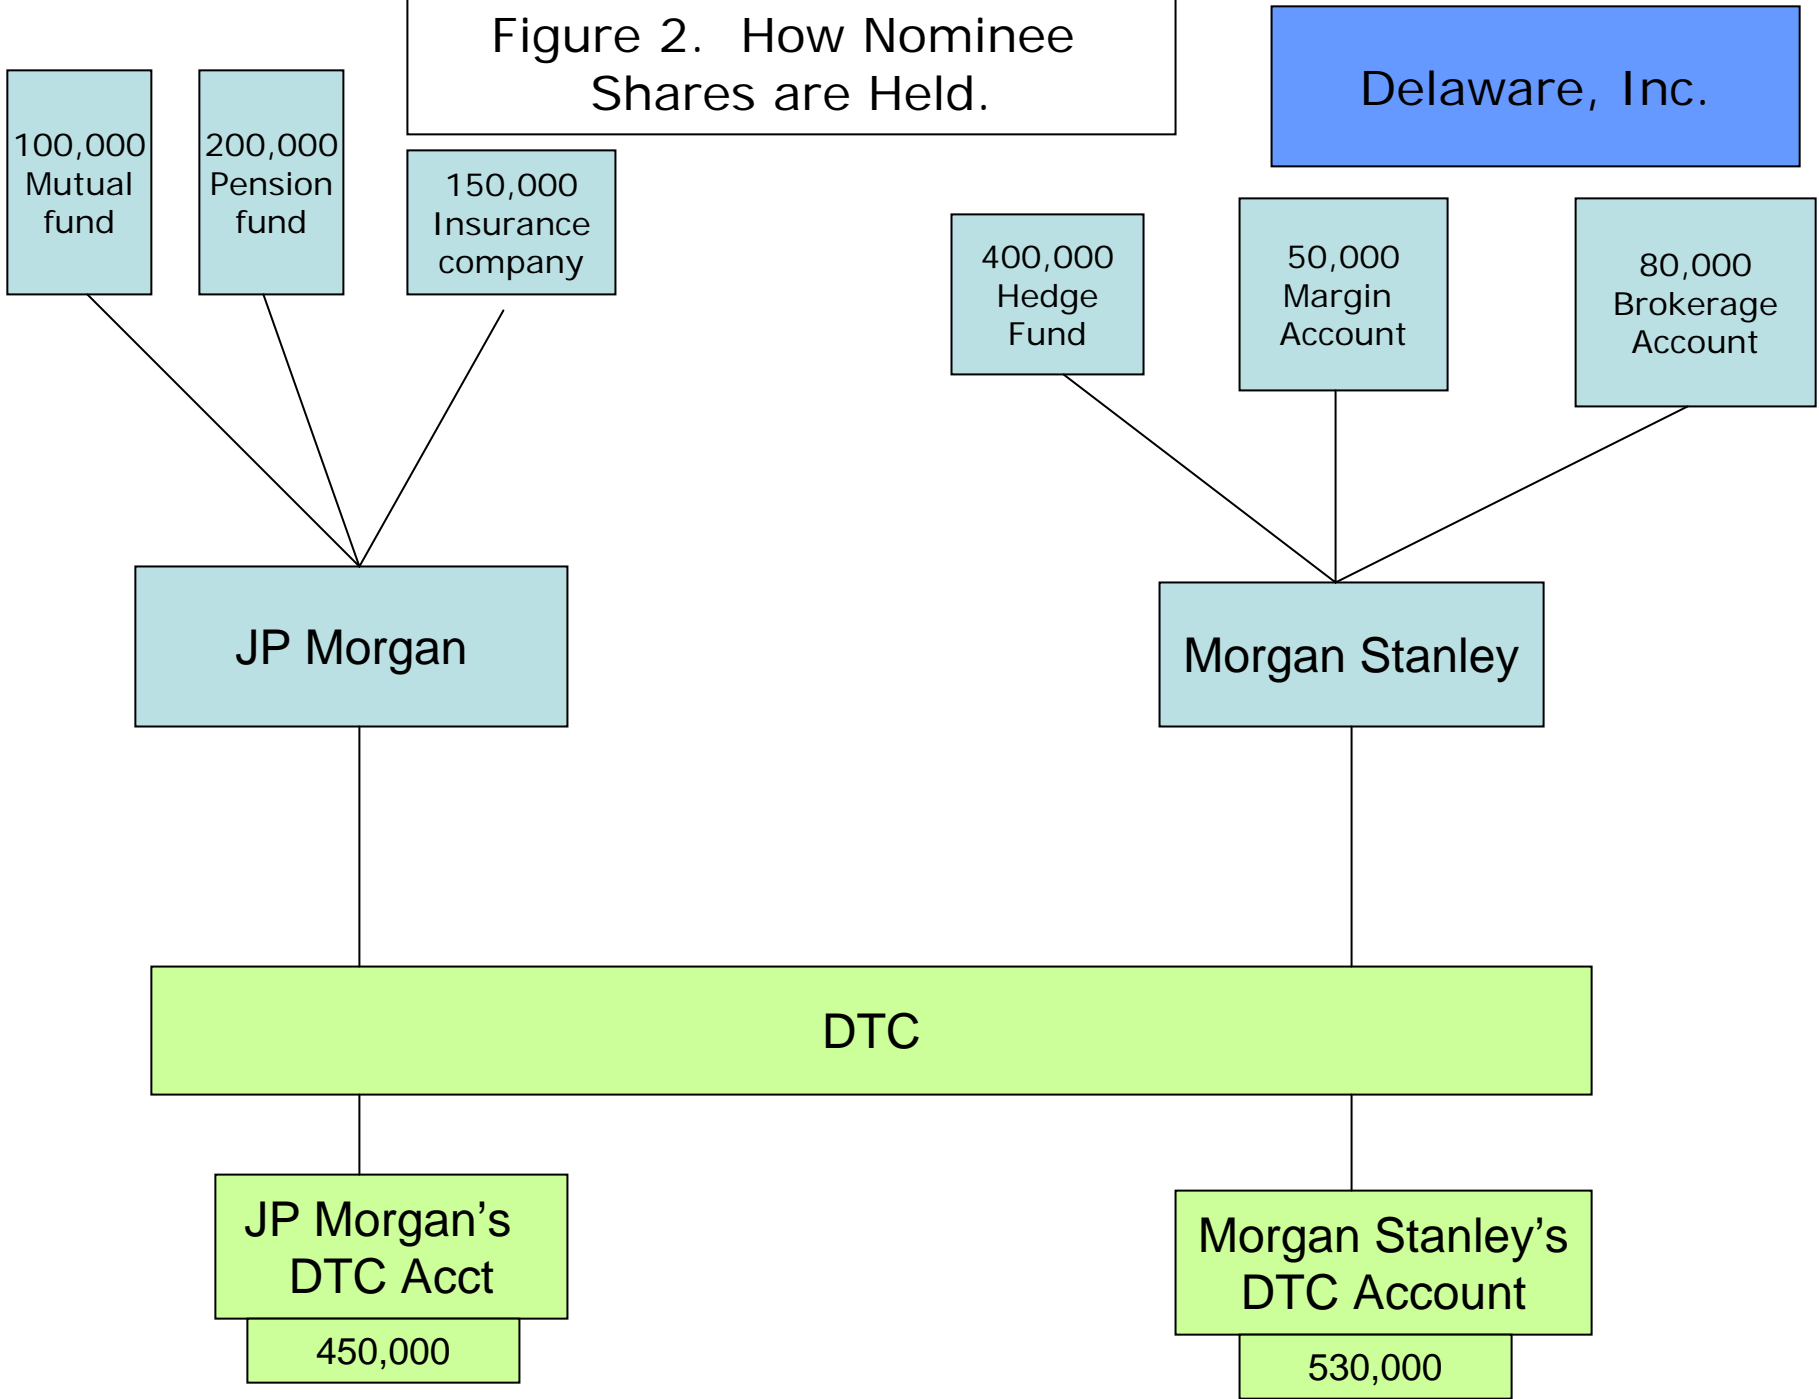 Figure 2. How Nominee
Shares are Held.
Delaware, Inc.
100,000
Mutual
fund
200,000
Pension
fund
150,000
Insurance
company
400,000
Hedge
Fund
50,000
Margin
Account
80,000
Brokerage
Account
JP Morgan
Morgan Stanley
DTC
JP Morgan's
DTC Acct
450,000
Morgan Stanley's
DTC Account
530,000